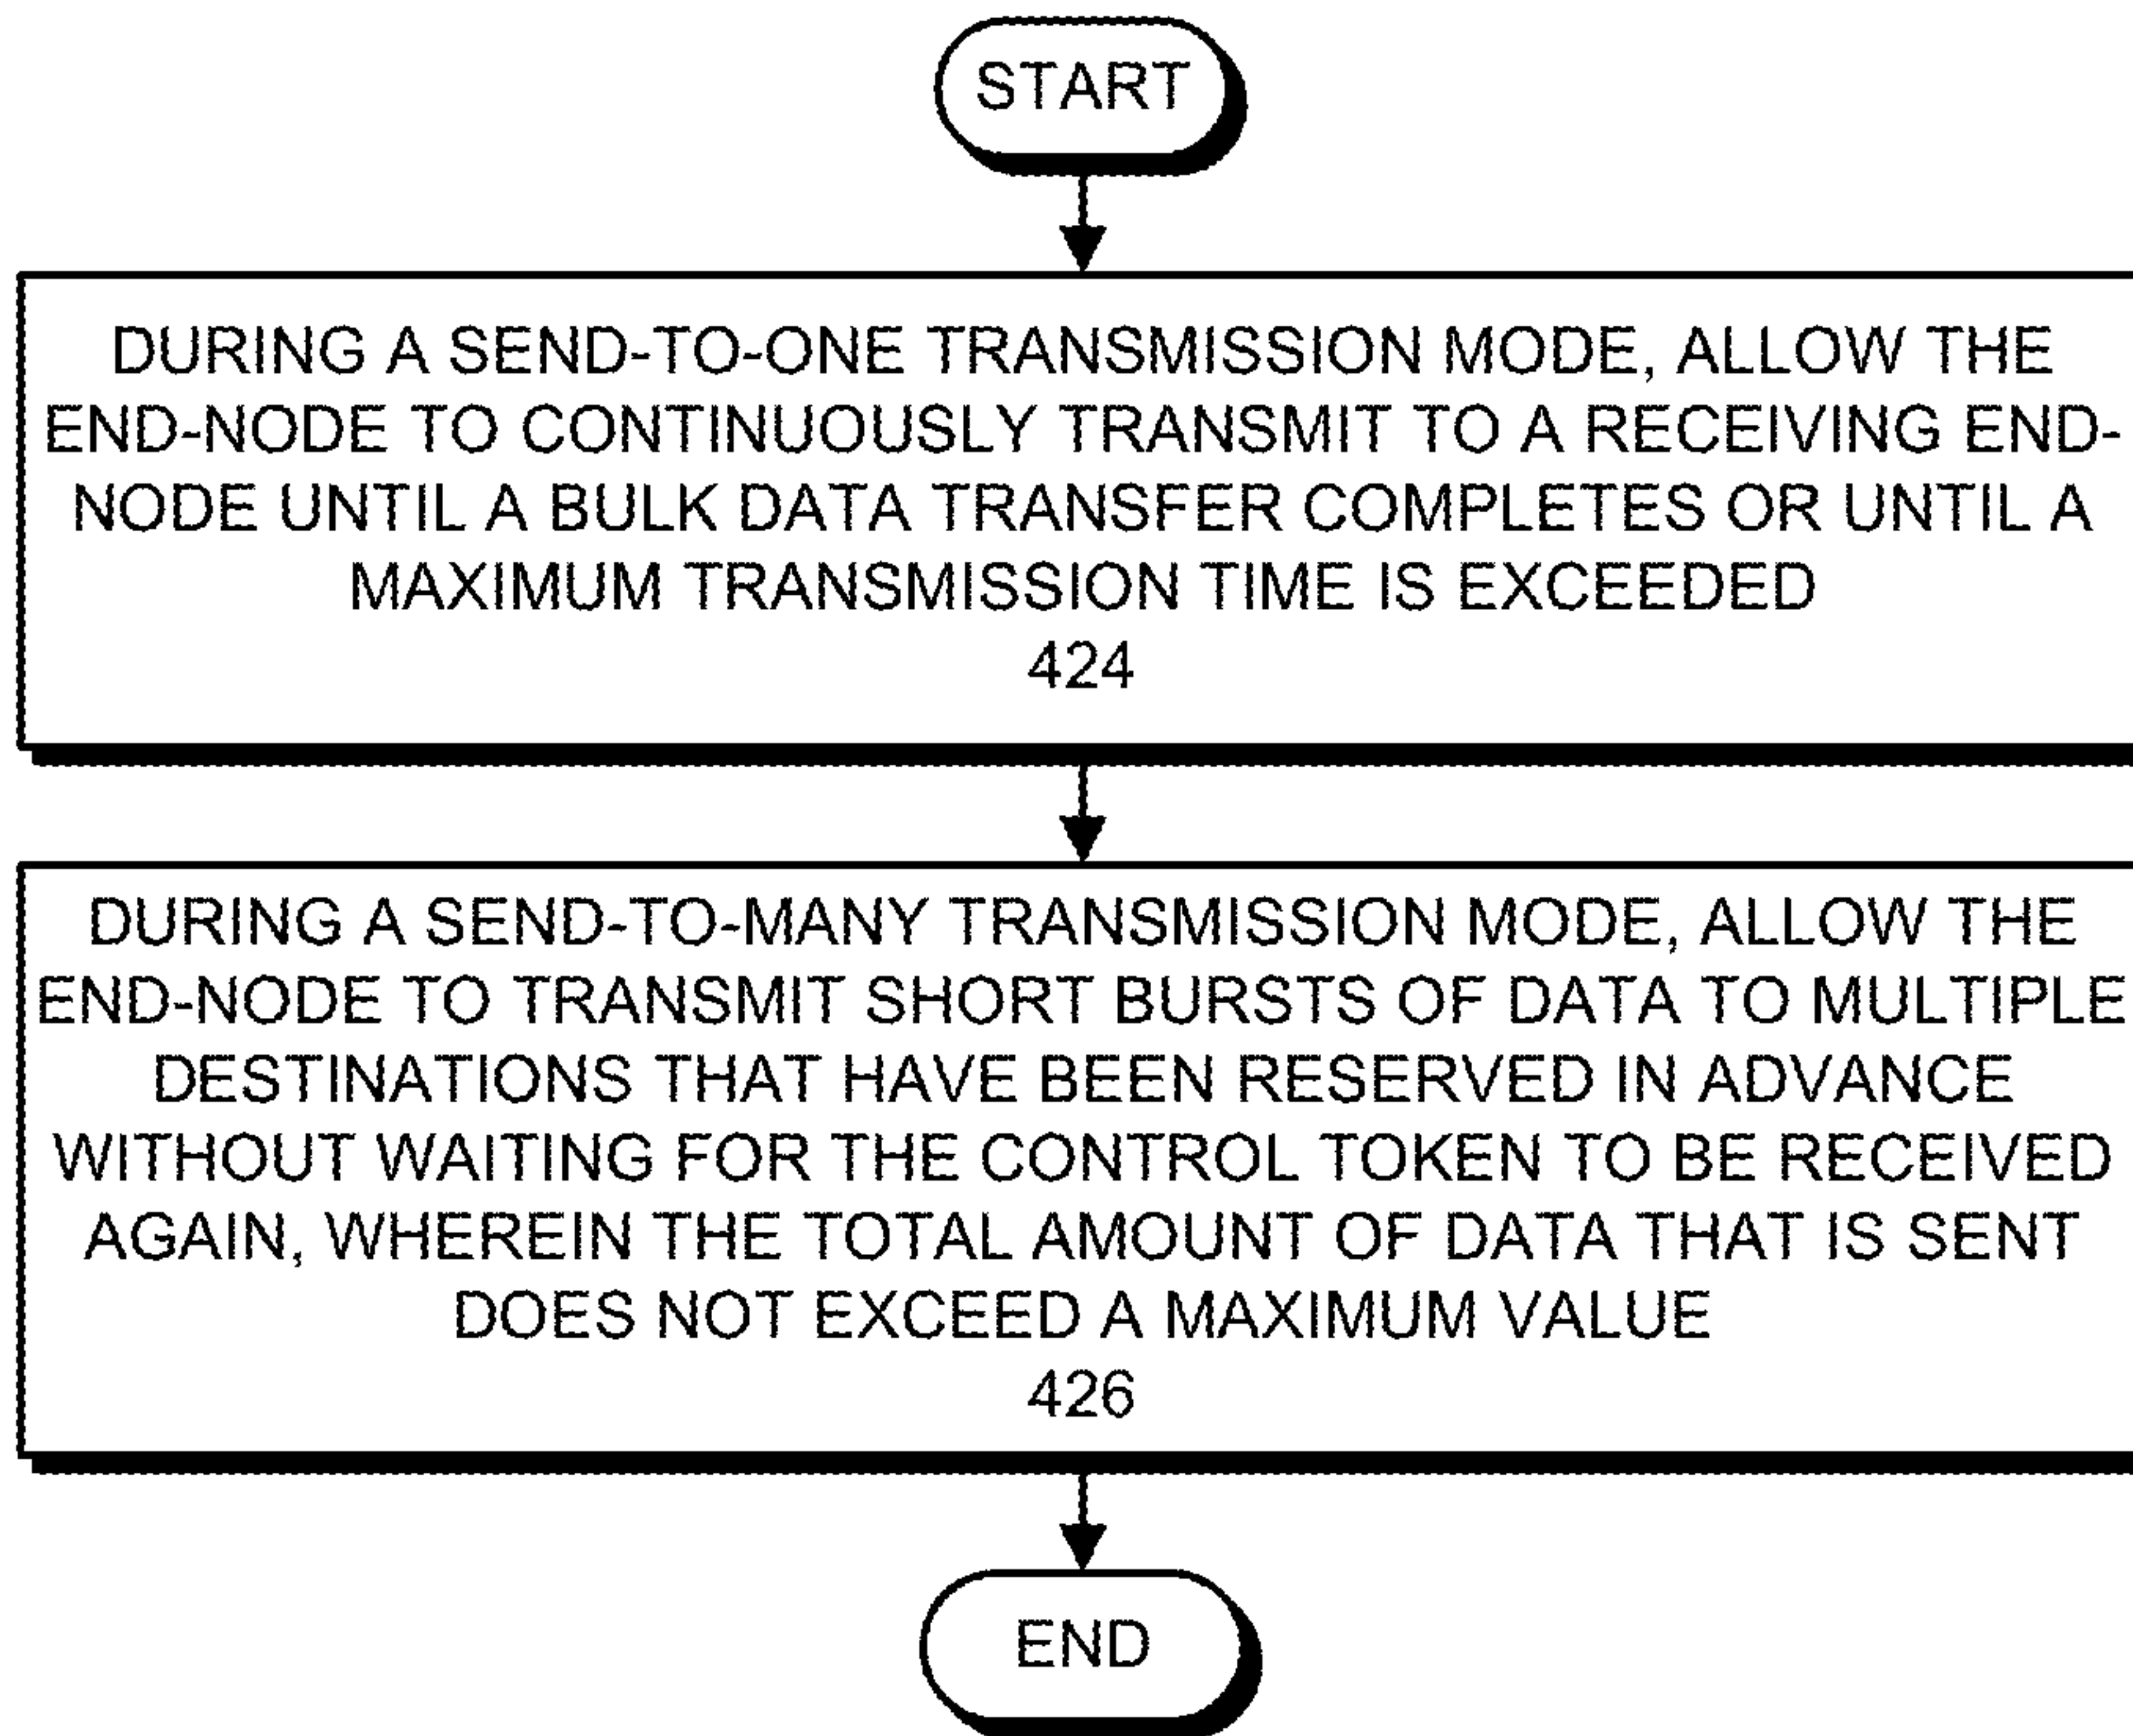 START
DURING A SEND-TO-ONE TRANSMISSION MODE, ALLOW THE
END-NODE TO CONTINUOUSLY TRANSMIT TO A RECEIVING END-
NODE UNTIL A BULK DATA TRANSFER COMPLETES OR UNTIL A
MAXIMUM TRANSMISSION TIME IS EXCEEDED
424
DURING A SEND-TO-MANY TRANSMISSION MODE, ALLOW THE
END-NODE TO TRANSMIT SHORT BURSTS OF DATA TO MULTIPLE
DESTINATIONS THAT HAVE BEEN RESERVED IN ADVANCE
WITHOUT WAITING FOR THE CONTROL TOKEN TO BE RECEIVED
AGAIN, WHEREIN THE TOTAL AMOUNT OF DATA THAT IS SENT
DOES NOT EXCEED A MAXIMUM VALUE
426
END